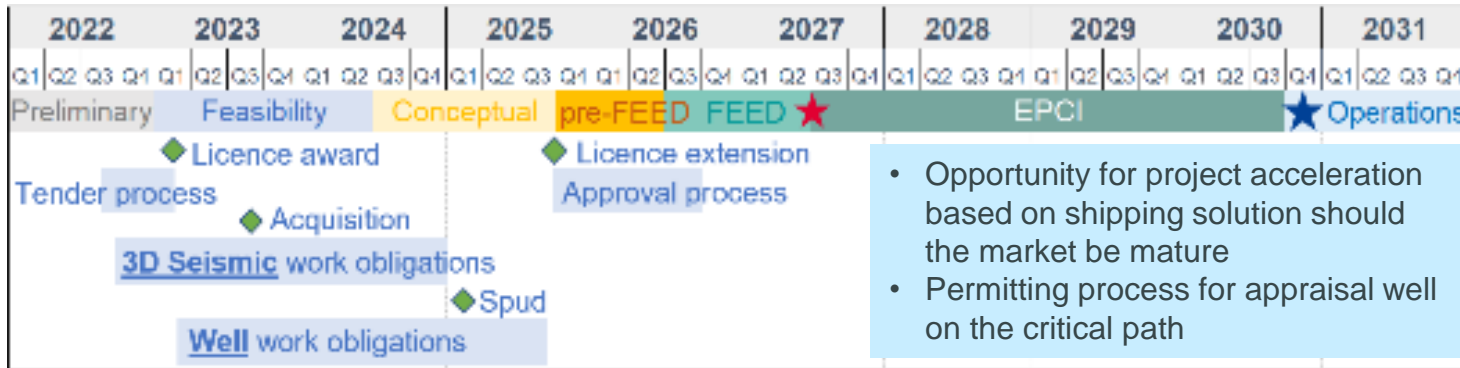 2022 2023 2024 2025 2026 2027 2028 2029 2030 2031
Q1 Q2 Q3 Q4 Q1 Q2 Q3 Q4 Q1 Q2 Q3 Q4 Q1 Q2 Q3 Q4 Q1 Q2 Q3 Q4 Q1 Q2 Q3 Q4 Q1 Q2 Q3 Q4 Q1 Q2 Q3 Q4 Q1 Q2 Q3 Q4 Q1 Q2 Q3 Q4
Preliminary Feasibility Conceptual pre-FEED FEED EPCI Operations
Licence award Licence extension
Tender process Approval process
Acquisition
3D Seismic work obligations
Spud
Well work obligations
• Opportunity for project acceleration
based on shipping solution should
the market be mature
• Permitting process for appraisal well
on the critical path